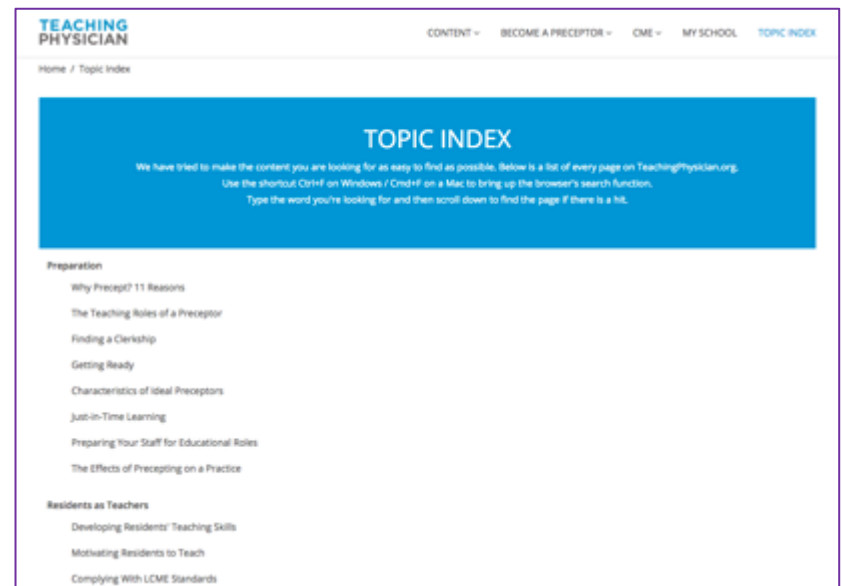 TEACHING
PHYSICIAN
CONTENT BECOME A PRECEPTOR CME MY SCHOOL TOPIC INDEX
Home / Topic Index
TOPIC INDEX
We have tried to make the content you are looking for as easy to find as possible. Below is a list of every page on TeachingPhysician.org.
Use the shortcut Ctrl+F on Windows / Cmd+F on a Mac to bring up the browser's search function.
Type the word you're looking for and then scroll down to find the page if there is a hit.
Preparation
Why Precept? 11 Reasons
The Teaching Roles of a Preceptor
Finding a Clerkship
Getting Ready
Characteristics of Ideal Preceptors
Just-in-Time Learning
Preparing Your Staff for Educational Roles
The Effects of Precepting on a Practice
Residents as Teachers
Developing Residents' Teaching Skills
Motivating Residents to Teach
Complying With LCME Standards